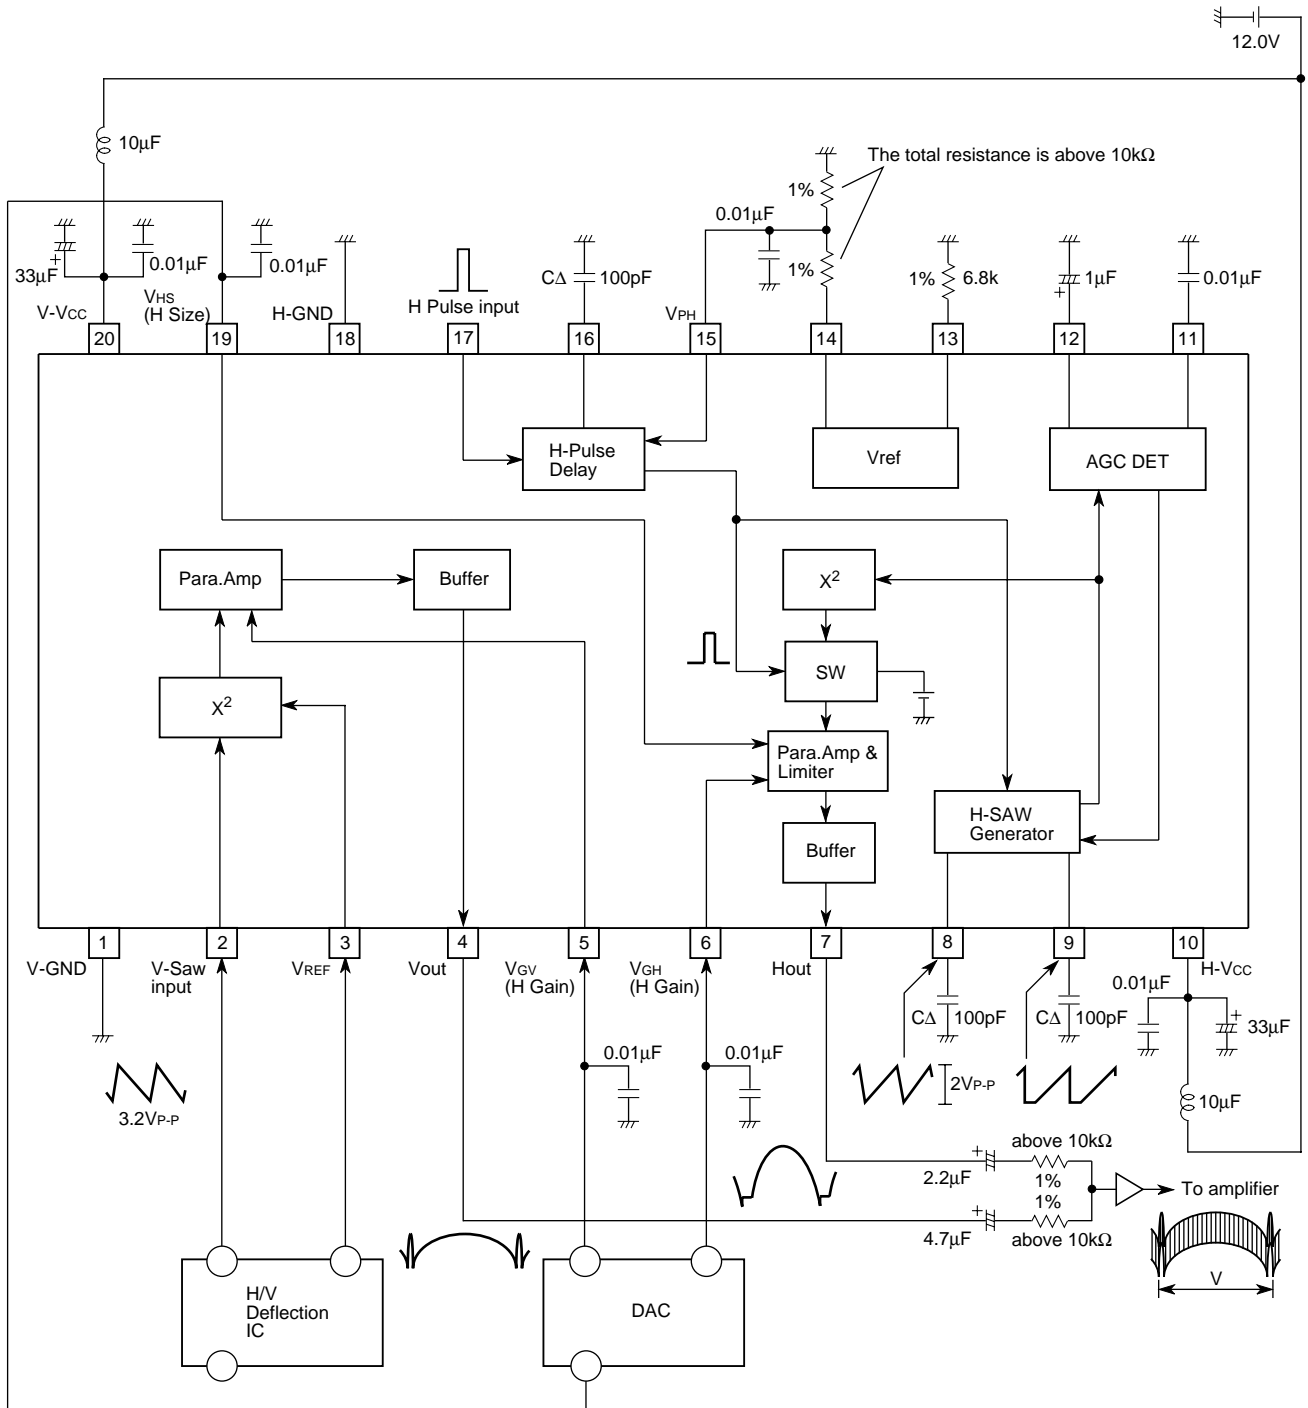 12.0V
10µF
The total resistance is above 10kΩ
1%
0.01µF
33µF
+
0.01µF
0.01µF
1%
CΔ
100pF
1%
6.8k
1µF
+
0.01µF
V-VCC
VHS
(H Size)
H-GND
H Pulse input
VPH
20
19
18
17
16
15
14
13
12
11
H-Pulse
Delay
Vref
AGC DET
Para.Amp
Buffer
X²
SW
X²
Para.Amp &
Limiter
H-SAW
Generator
Buffer
1
2
3
4
5
6
7
8
9
10
V-GND
V-Saw
input
VREF
Vout
VGV
(H Gain)
VGH
(H Gain)
Hout
H-VCC
CΔ
100pF
CΔ
100pF
0.01µF
+
33µF
0.01µF
0.01µF
3.2VP-P
2VP-P
10µF
above 10kΩ
+
2.2µF
1%
To amplifier
1%
+
4.7µF
above 10kΩ
V
H/V
Deflection
IC
DAC